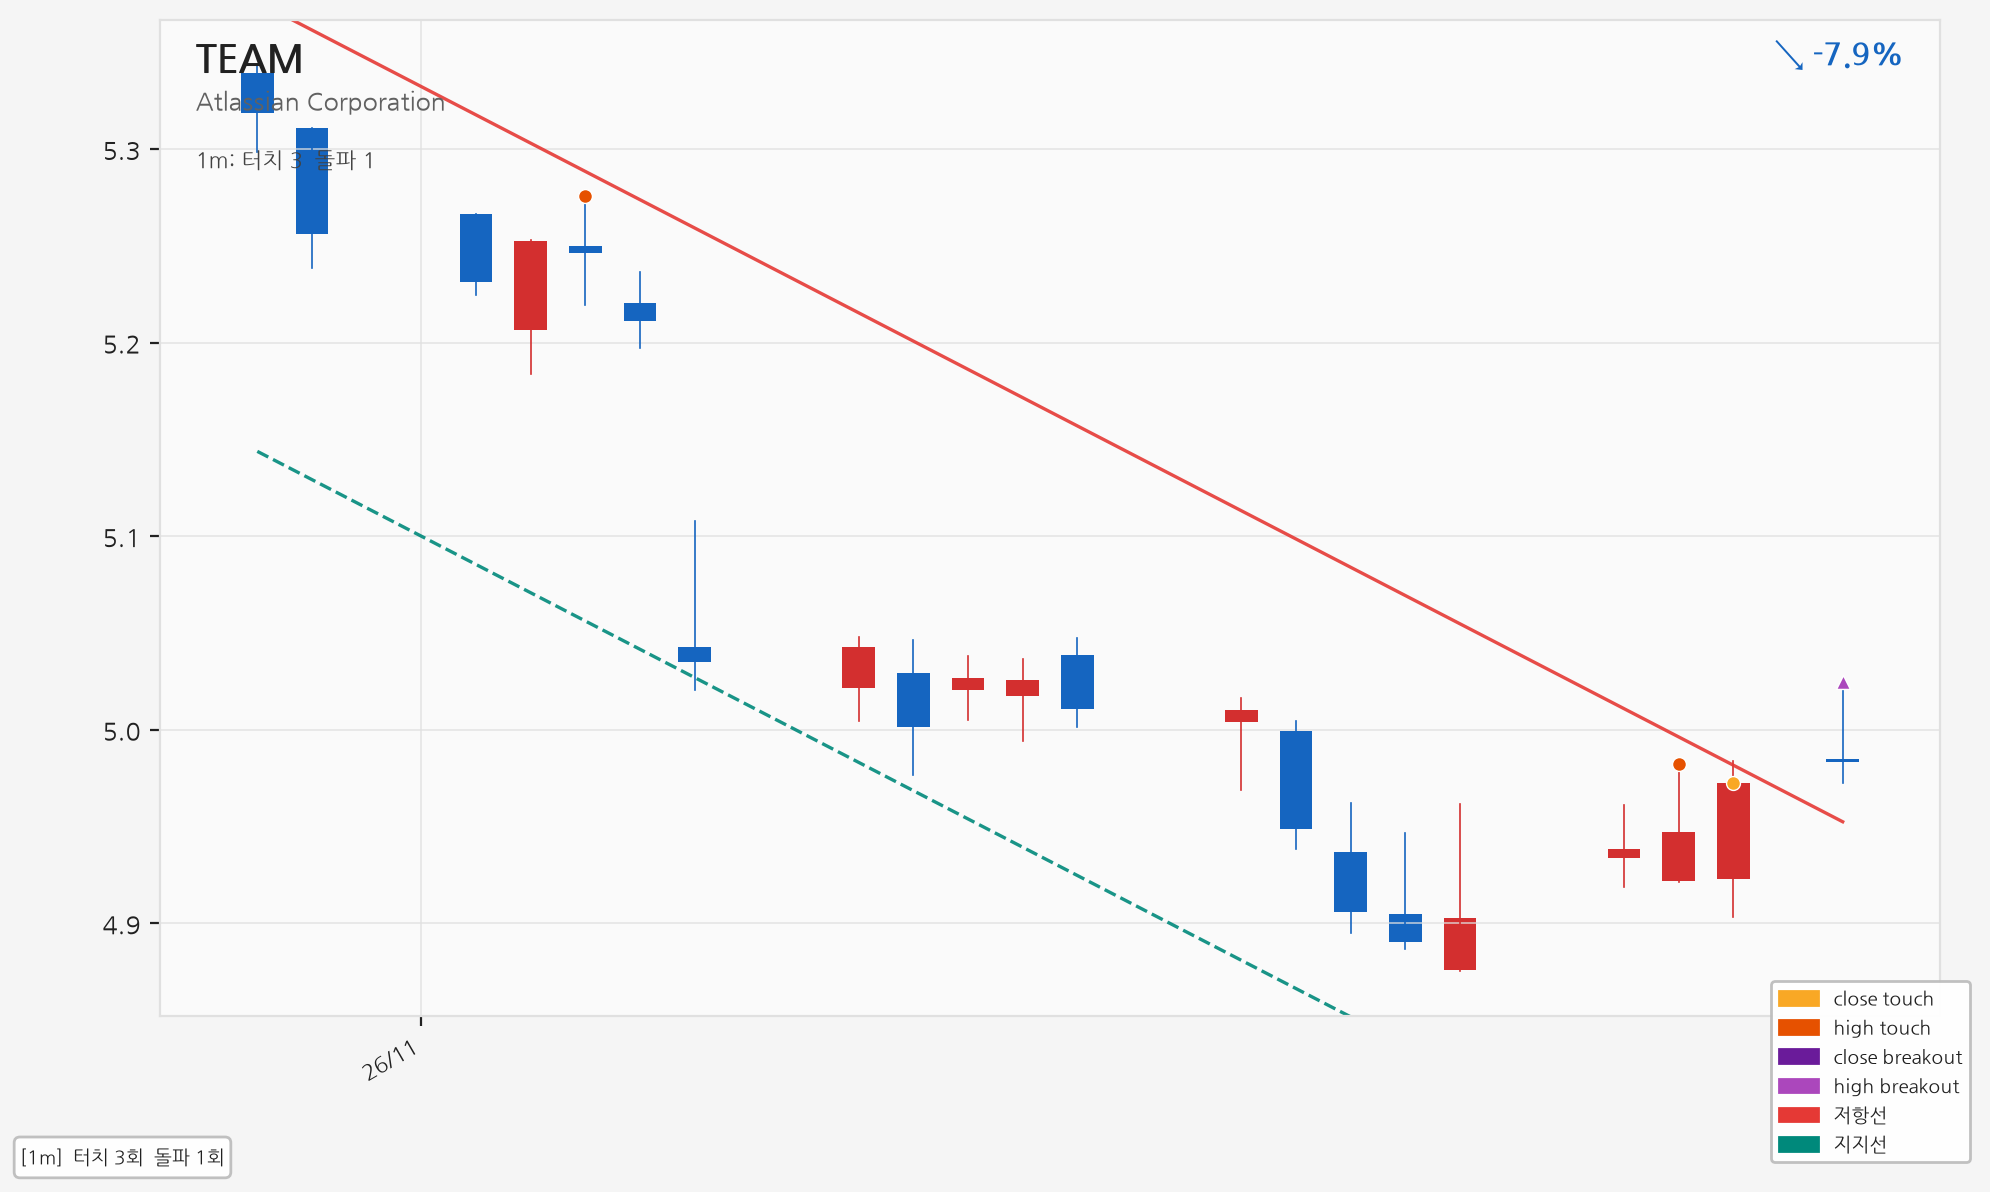 TEAM
Atlassian Corporation
1m: 터치 3 돌파 1
-7.9%
5.3
5.2
5.1
5.0
4.9
26/11
close touch
high touch
close breakout
high breakout
저항선
지지선
[1m] 터치 3회 돌파 1회